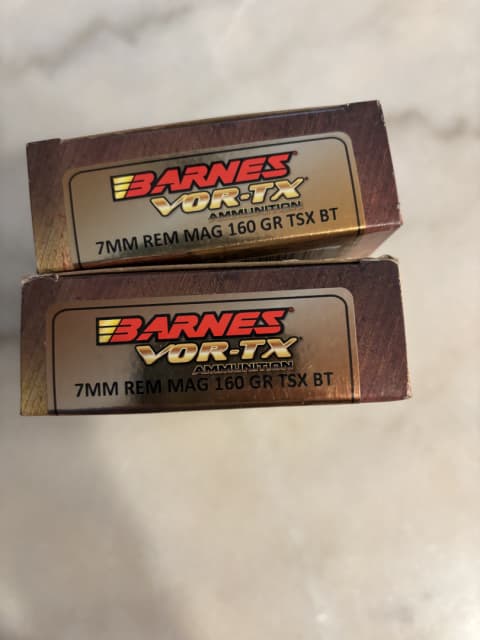 BARNES
VOR-TX
AMMUNITION
7MM REM MAG 160 GR TSX BT
BARNES
VOR-TX
AMMUNITION
7MM REM MAG 160 GR TSX BT